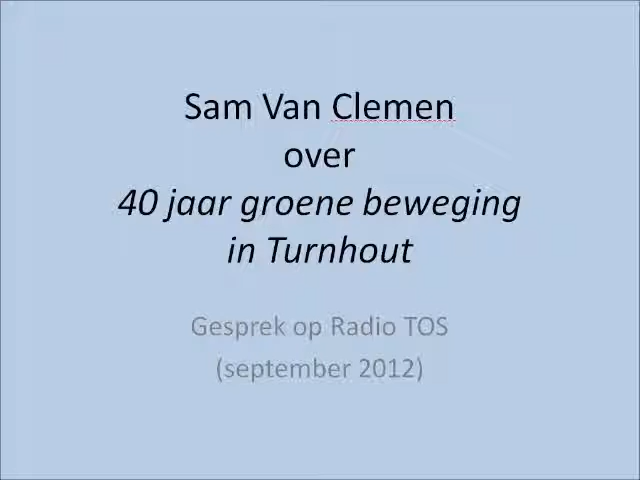 Sam Van Clemen
over
40 jaar groene beweging
in Turnhout
Gesprek op Radio TOS
(september 2012)